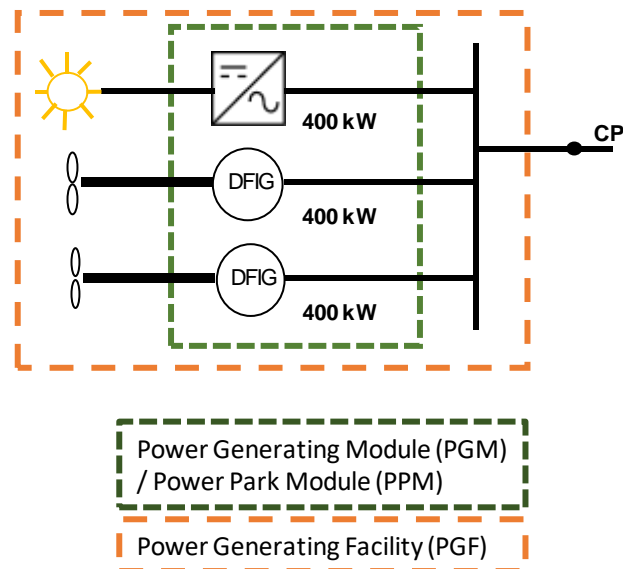 400 kW
CP
DFIG
400 kW
DFIG
400 kW
Power Generating Module (PGM)
/ Power Park Module (PPM)
Power Generating Facility (PGF)